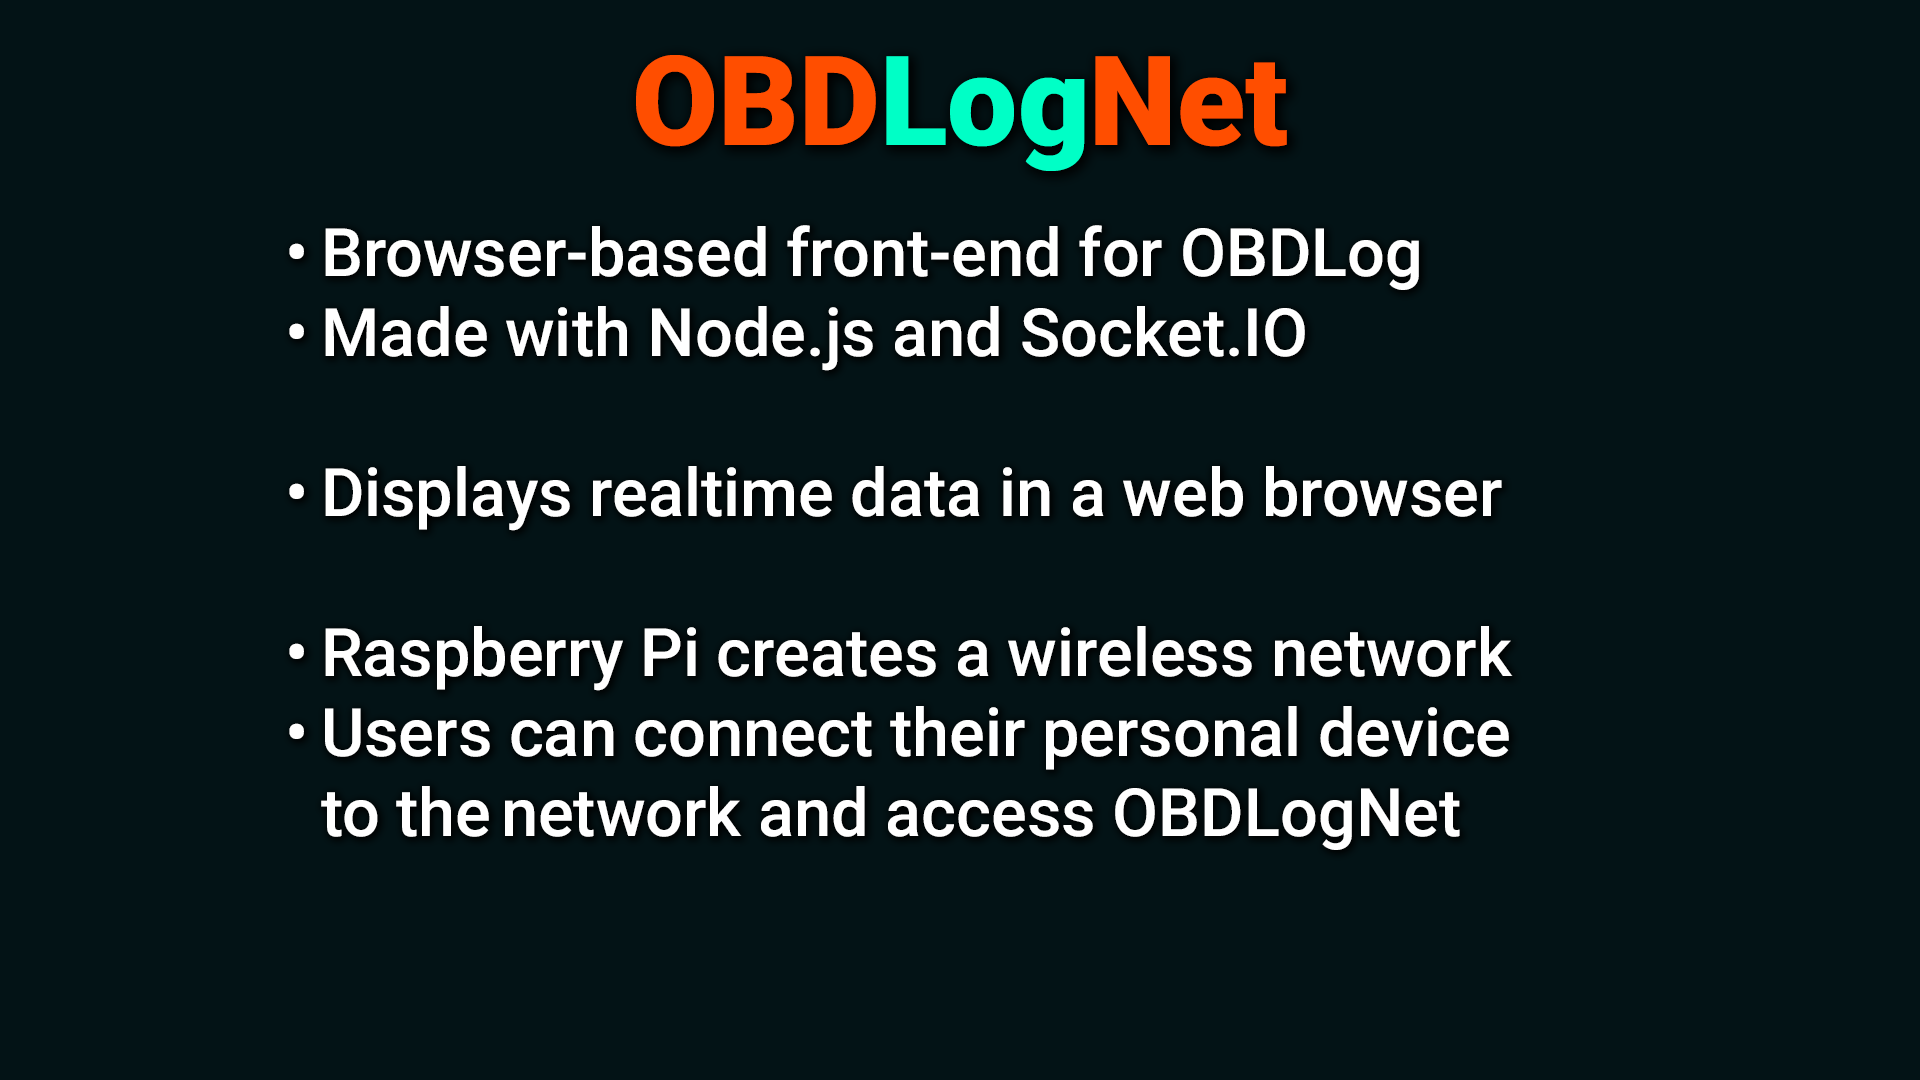 OBDLogNet
• Browser-based front-end for OBDLog
• Made with Node.js and Socket.IO
• Displays realtime data in a web browser
• Raspberry Pi creates a wireless network
• Users can connect their personal device
to the network and access OBDLogNet